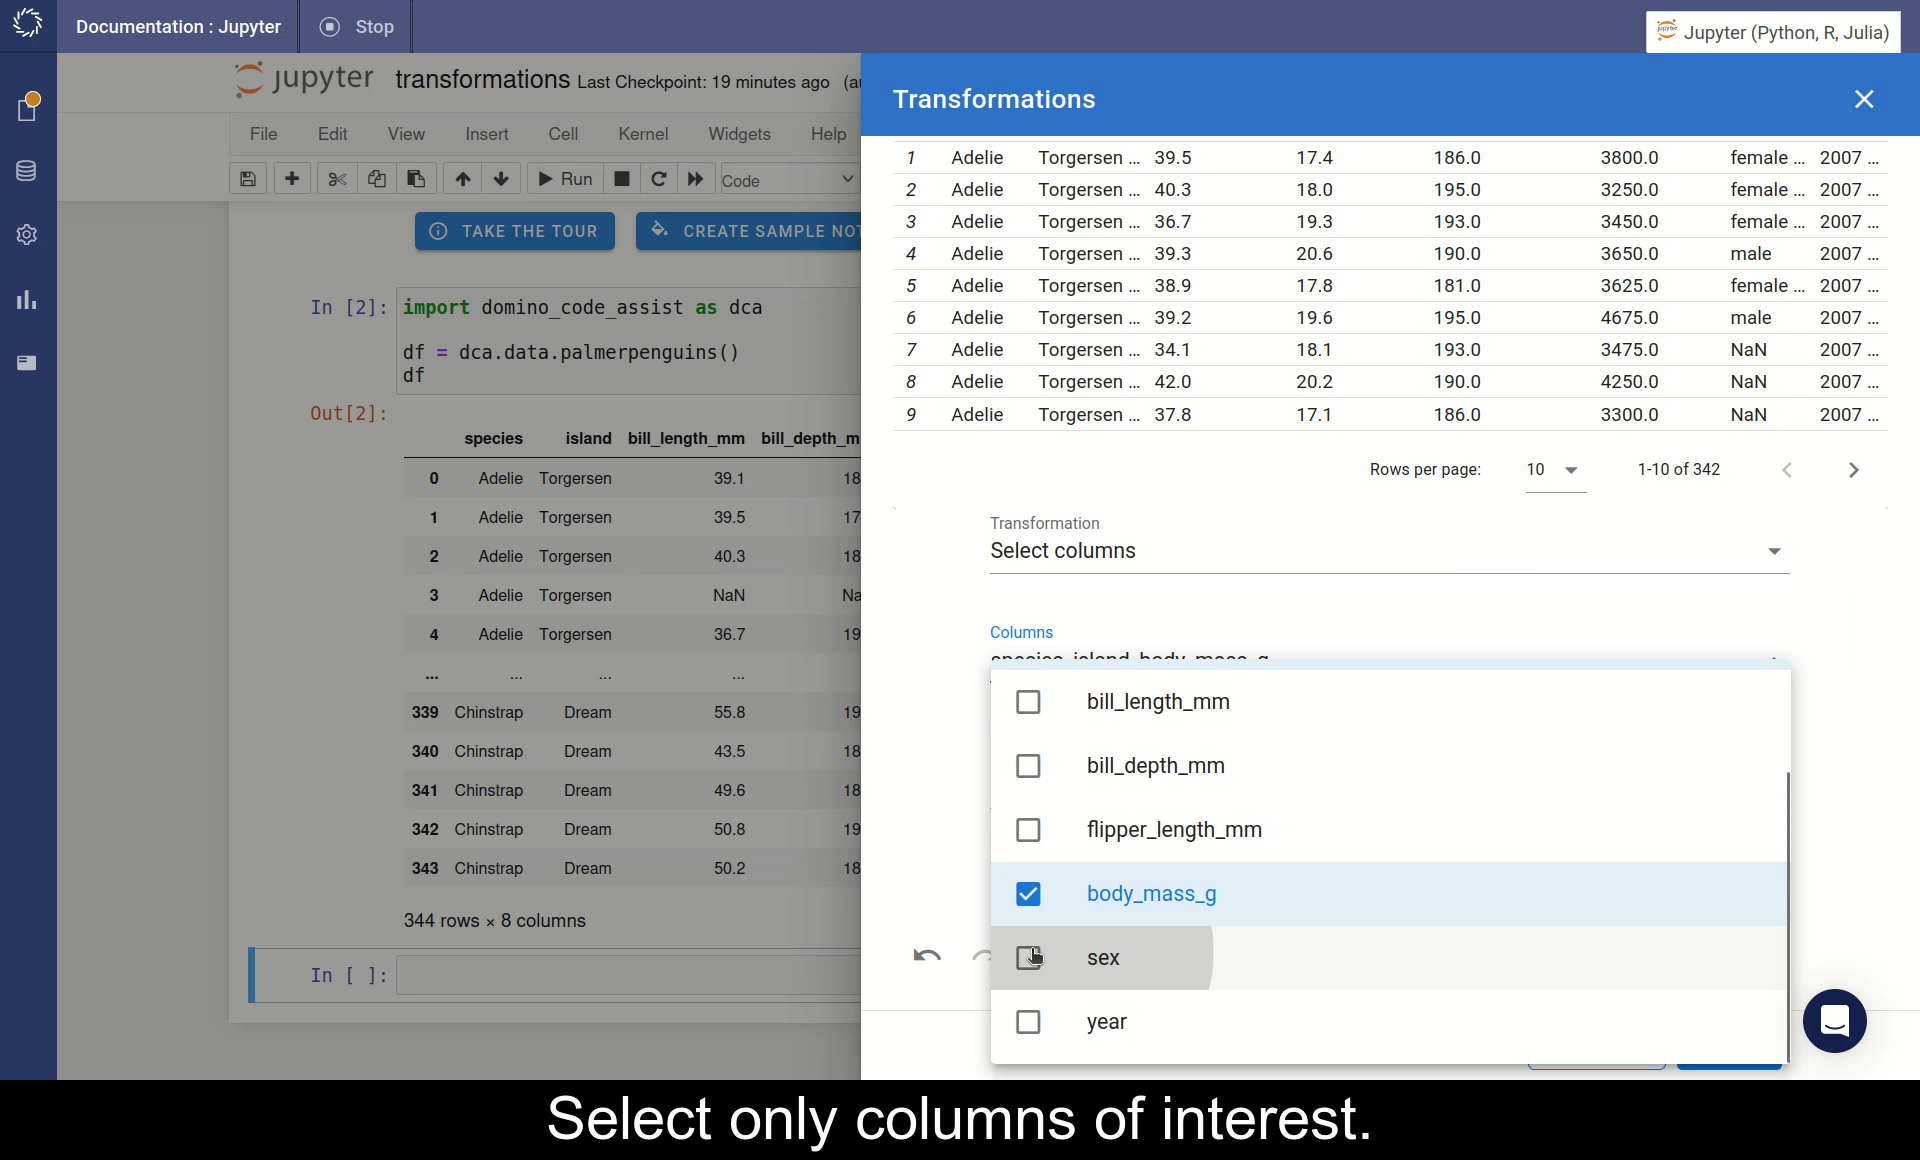 Documentation : Jupyter
Stop
Jupyter (Python, R, Julia)
jupyter transformations Last Checkpoint: 19 minutes ago (au
File Edit View Insert Cell Kernel Widgets Help
Run Code
TAKE THE TOUR CREATE SAMPLE NOT
In [2]: import domino_code_assist as dca
df = dca.data.palmerpenguins()
df
Out[2]:
species island bill_length_mm bill_depth_m
0 Adelie Torgersen 39.1 18
1 Adelie Torgersen 39.5 17
2 Adelie Torgersen 40.3 18
3 Adelie Torgersen NaN Na
4 Adelie Torgersen 36.7 19
... ... ... ...
339 Chinstrap Dream 55.8 19
340 Chinstrap Dream 43.5 18
341 Chinstrap Dream 49.6 18
342 Chinstrap Dream 50.8 19
343 Chinstrap Dream 50.2 18
344 rows × 8 columns
In [ ]:
Transformations
1 Adelie Torgersen ... 39.5 17.4 186.0 3800.0 female ... 2007 ...
2 Adelie Torgersen ... 40.3 18.0 195.0 3250.0 female ... 2007 ...
3 Adelie Torgersen ... 36.7 19.3 193.0 3450.0 female ... 2007 ...
4 Adelie Torgersen ... 39.3 20.6 190.0 3650.0 male 2007 ...
5 Adelie Torgersen ... 38.9 17.8 181.0 3625.0 female ... 2007 ...
6 Adelie Torgersen ... 39.2 19.6 195.0 4675.0 male 2007 ...
7 Adelie Torgersen ... 34.1 18.1 193.0 3475.0 NaN 2007 ...
8 Adelie Torgersen ... 42.0 20.2 190.0 4250.0 NaN 2007 ...
9 Adelie Torgersen ... 37.8 17.1 186.0 3300.0 NaN 2007 ...
Rows per page: 10 1-10 of 342
Transformation
Select columns
Columns
species, island, body_mass_g
bill_length_mm
bill_depth_mm
flipper_length_mm
body_mass_g
sex
year
Select only columns of interest.